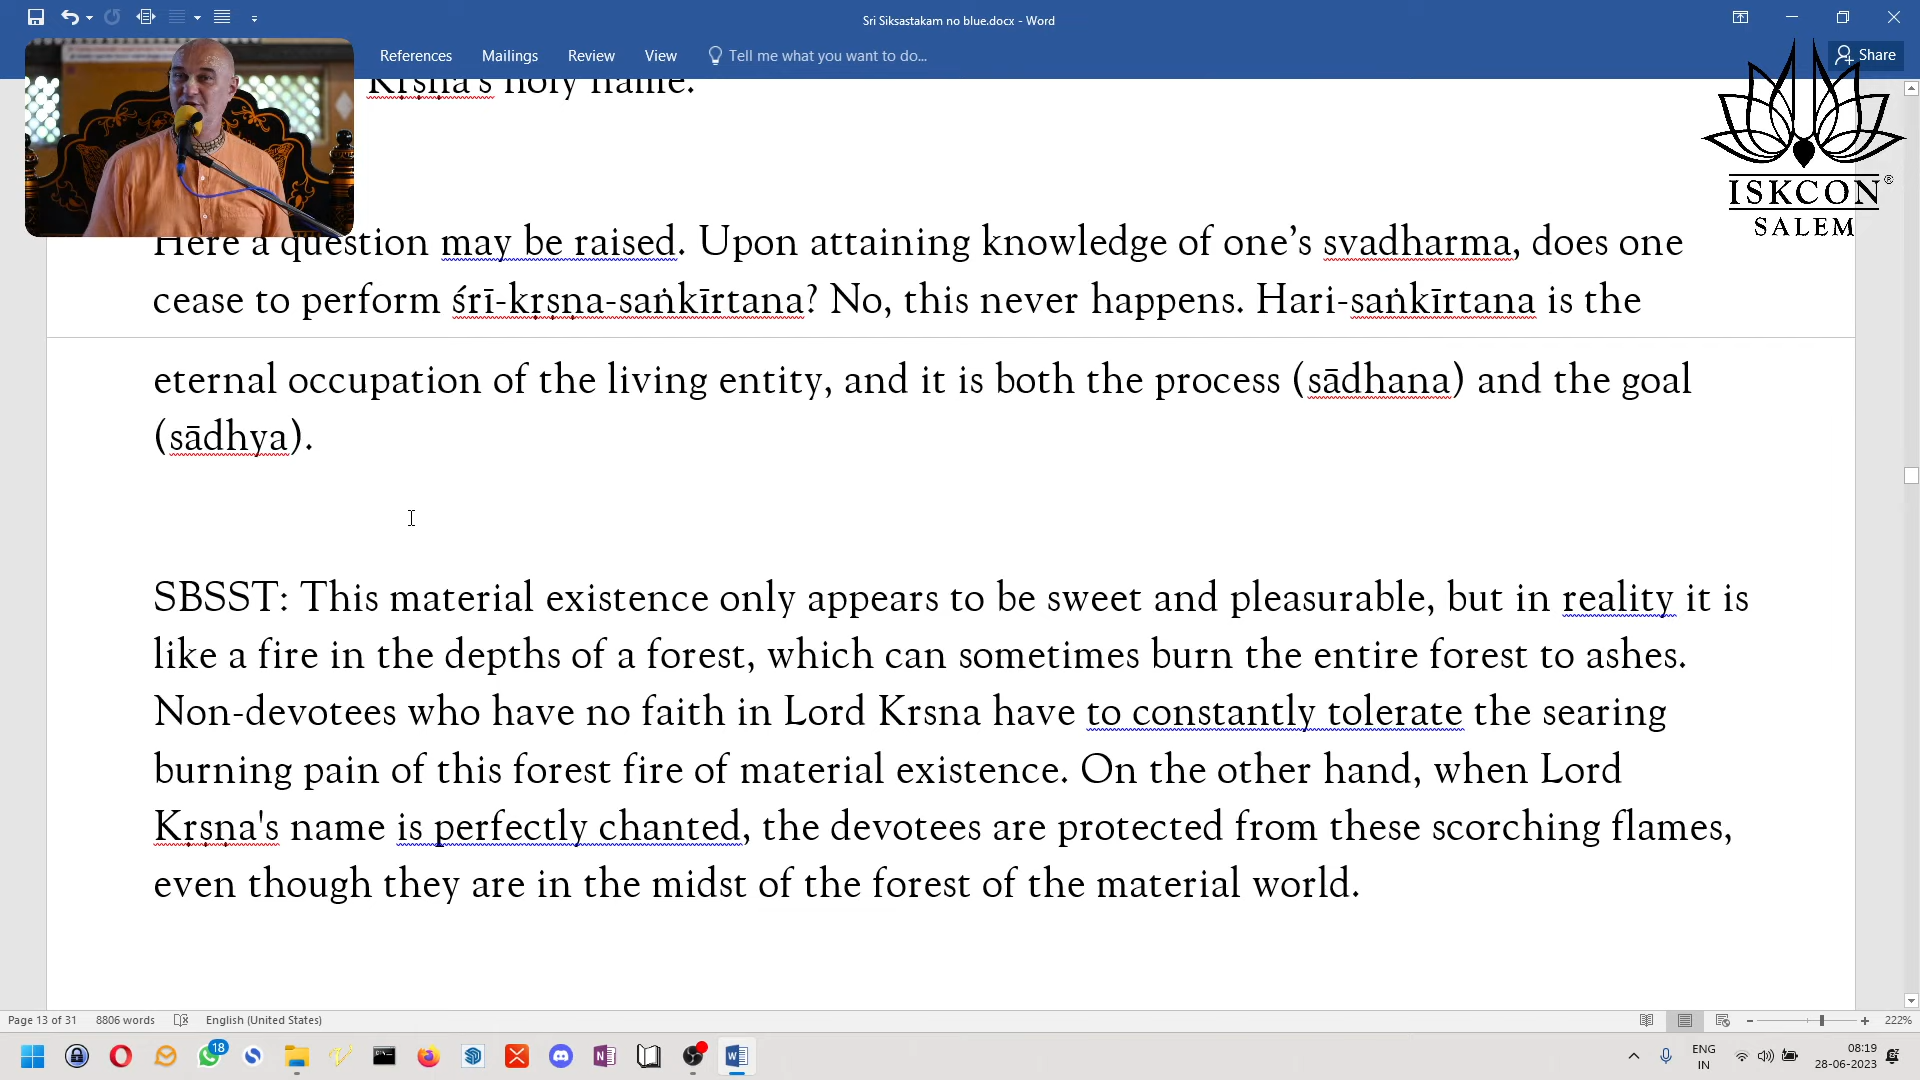 Sri Siksastakam no blue.docx - Word
References Mailings Review View Tell me what you want to do... Share
Kṛṣṇa's holy name.
ISKCON®
SALEM
Here a question may be raised. Upon attaining knowledge of one’s svadharma, does one
cease to perform śrī-kṛṣṇa-saṅkīrtana? No, this never happens. Hari-saṅkīrtana is the
eternal occupation of the living entity, and it is both the process (sādhana) and the goal
(sādhya).
SBSST: This material existence only appears to be sweet and pleasurable, but in reality it is
like a fire in the depths of a forest, which can sometimes burn the entire forest to ashes.
Non-devotees who have no faith in Lord Krsna have to constantly tolerate the searing
burning pain of this forest fire of material existence. On the other hand, when Lord
Kṛṣṇa's name is perfectly chanted, the devotees are protected from these scorching flames,
even though they are in the midst of the forest of the material world.
Page 13 of 31 8806 words English (United States) 222%
18 ENG 08:19
IN 28-06-2023